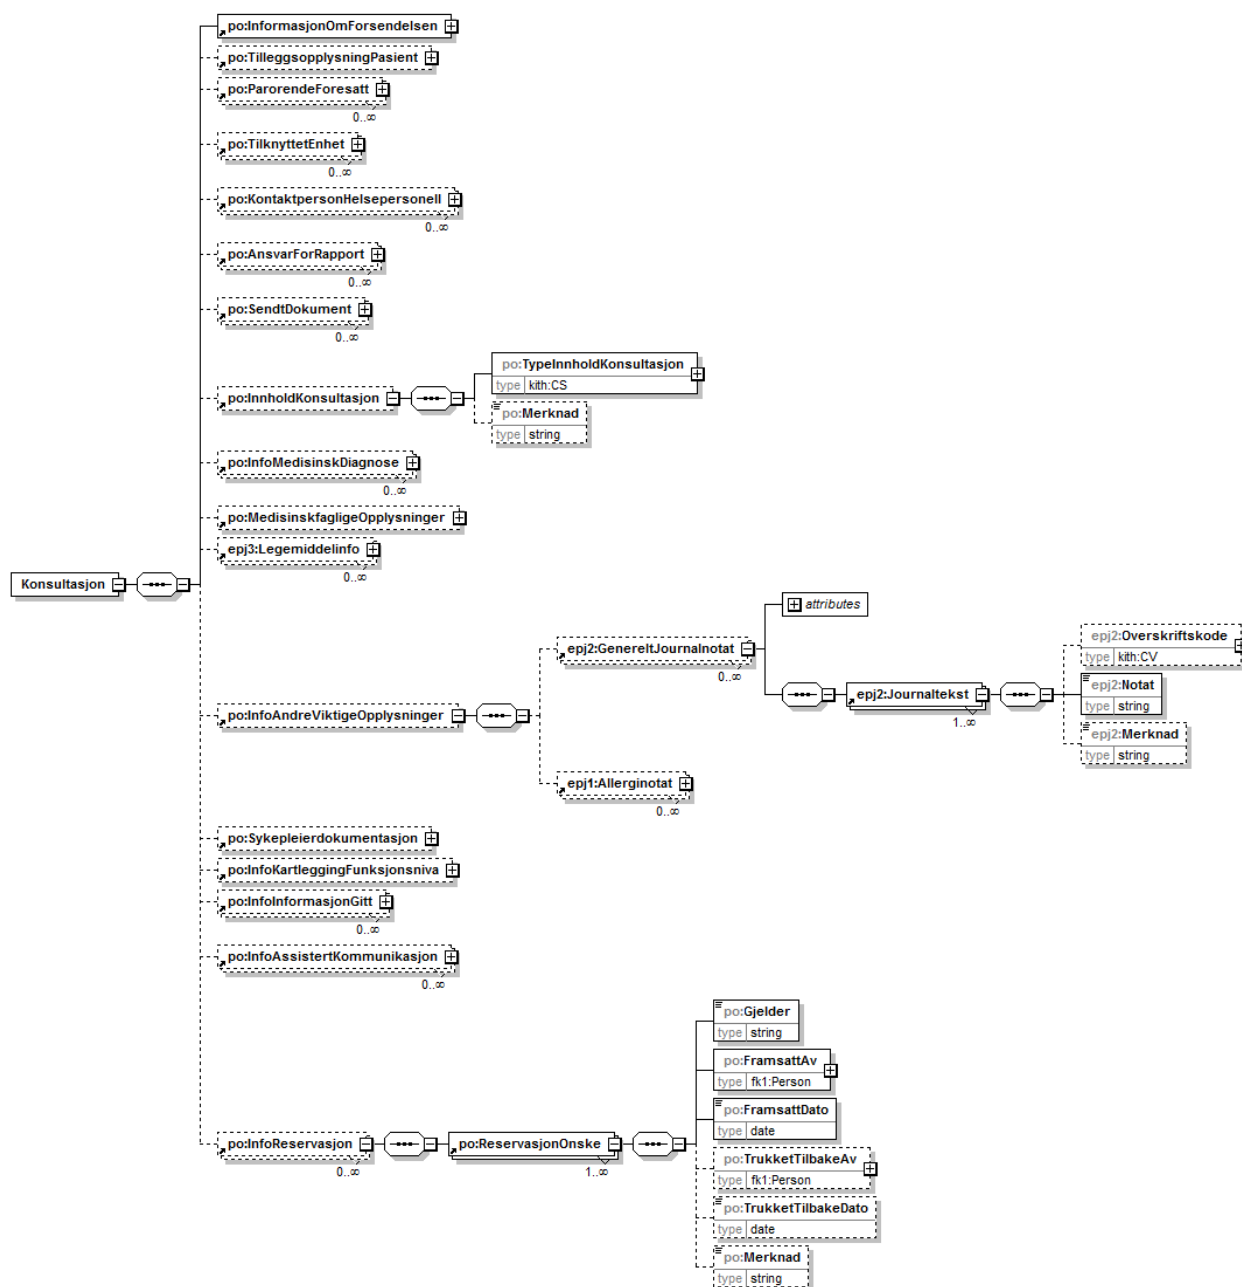 po:InformasjonOmForsendelsen
po:TilleggsopplysningPasient
po:ParorendeForesatt
0..∞
po:TilknyttetEnhet
0..∞
po:KontaktpersonHelsepersonell
0..∞
po:AnsvarForRapport
0..∞
po:SendtDokument
0..∞
po:InnholdKonsultasjon
po:TypeInnholdKonsultasjon
type kith:CS
po:Merknad
type string
po:InfoMedisinskDiagnose
0..∞
po:MedisinskfagligeOpplysninger
epj3:Legemiddelinfo
0..∞
Konsultasjon
po:InfoAndreViktigeOpplysninger
epj2:GenereltJournalnotat
0..∞
attributes
epj2:Journaltekst
1..∞
epj2:Overskriftskode
type kith:CV
epj2:Notat
type string
epj2:Merknad
type string
epj1:Allerginotat
0..∞
po:Sykepleierdokumentasjon
po:InfoKartleggingFunksjonsniva
po:InfoInformasjonGitt
0..∞
po:InfoAssistertKommunikasjon
0..∞
po:InfoReservasjon
0..∞
po:ReservasjonOnske
1..∞
po:Gjelder
type string
po:FramsattAv
type fk1:Person
po:FramsattDato
type date
po:TrukketTilbakeAv
type fk1:Person
po:TrukketTilbakeDato
type date
po:Merknad
type string